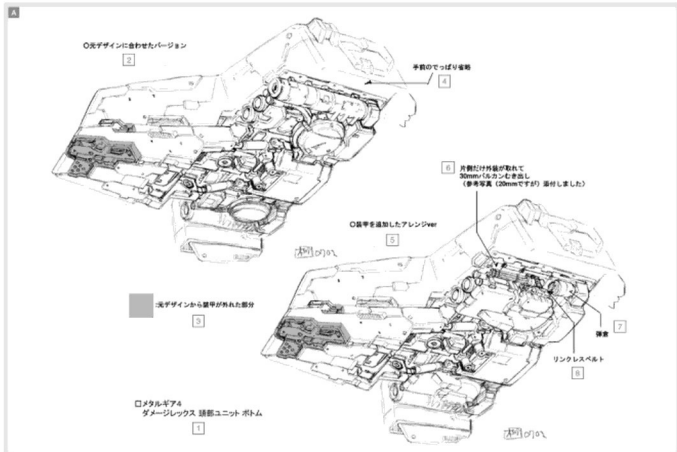 A
○元デザインに合わせたバージョン
2
手前のでっぱり省略
4
6
片側だけ外装が取れて
30mmバルカンむき出し
(参考写真(20mmですが)添付しました)
○装甲を追加したアレンジver
5
:元デザインから装甲が外れた部分
3
7
弾倉
リンクレスベルト
8
□メタルギア4
ダメージレックス 頭部ユニット ボトム
1